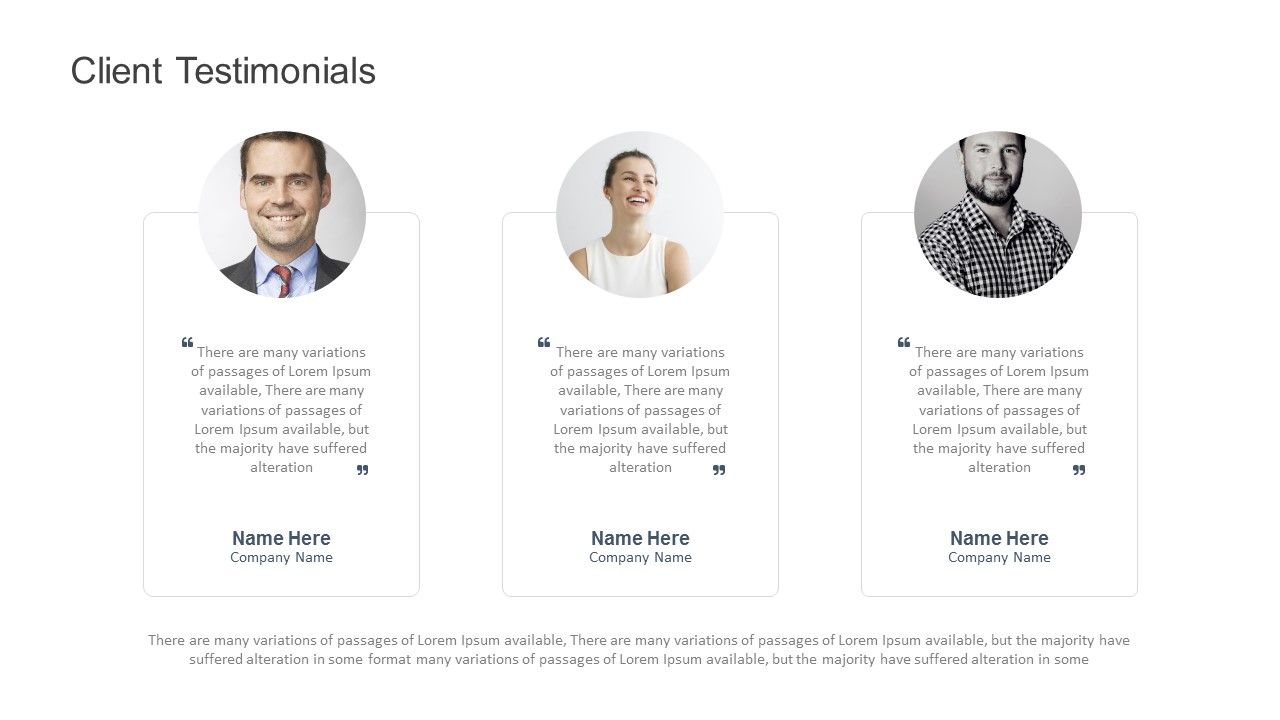 Client Testimonials
“ There are many variations
of passages of Lorem Ipsum
available, There are many
variations of passages of
Lorem Ipsum available, but
the majority have suffered
alteration ”
Name Here
Company Name
“ There are many variations
of passages of Lorem Ipsum
available, There are many
variations of passages of
Lorem Ipsum available, but
the majority have suffered
alteration ”
Name Here
Company Name
“ There are many variations
of passages of Lorem Ipsum
available, There are many
variations of passages of
Lorem Ipsum available, but
the majority have suffered
alteration ”
Name Here
Company Name
There are many variations of passages of Lorem Ipsum available, There are many variations of passages of Lorem Ipsum available, but the majority have
suffered alteration in some format many variations of passages of Lorem Ipsum available, but the majority have suffered alteration in some